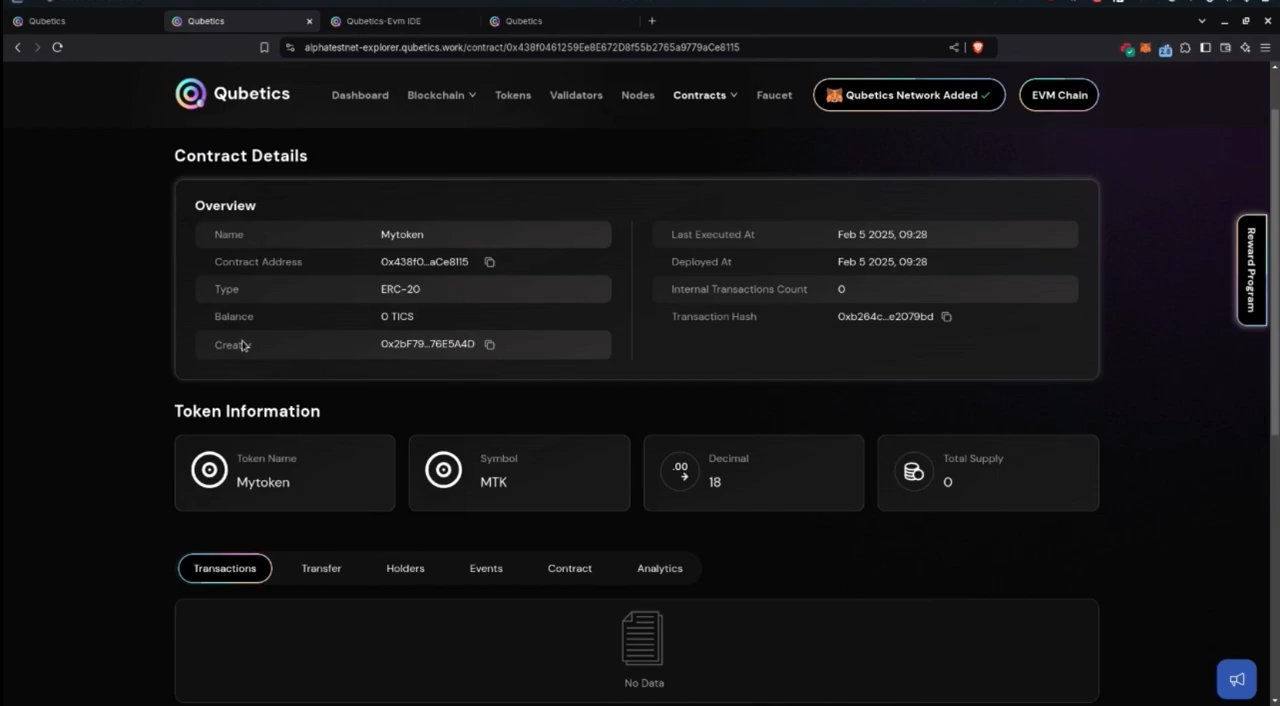 Qubetics
Qubetics
Qubetics-Evm IDE
Qubetics
alphatestnet-explorer.qubetics.work/contract/0x438f0461259Ee8E672D8f55b2765a9779aCe8115
Qubetics
Dashboard
Blockchain
Tokens
Validators
Nodes
Contracts
Faucet
Qubetics Network Added
EVM Chain
Contract Details
Overview
Name Mytoken
Contract Address 0x438f0...aCe8115
Type ERC-20
Balance 0 TICS
Creator 0x2bF79...76E5A4D
Last Executed At Feb 5 2025, 09:28
Deployed At Feb 5 2025, 09:28
Internal Transactions Count 0
Transaction Hash 0xb264c...e2079bd
Reward Program
Token Information
Token Name
Mytoken
Symbol
MTK
.00
Decimal
18
Total Supply
0
Transactions
Transfer
Holders
Events
Contract
Analytics
No Data